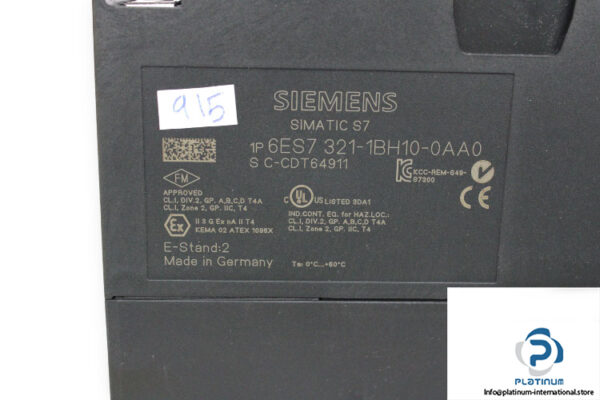 915
SIEMENS
SIMATIC S7
1P 6ES7 321-1BH10-0AA0
S C-CDT64911
KCC-REM-S49-
S7300
FM
APPROVED
CL.I, DIV.2, GP. A,B,C,D T4A
CL.I, Zone 2, GP. IIC, T4
C UL US LISTED 3DA1
IND.CONT. EQ. for HAZ.LOC.:
CL.I, DIV.2, GP. A,B,C,D T4A
CL.I, Zone 2, GP. IIC, T4
Ex II 3 G Ex nA II T4
KEMA 02 ATEX 1096X
E-Stand:2
Made in Germany
Ta: 0°C...+60°C
PLATINUM
info@platinum-international.store